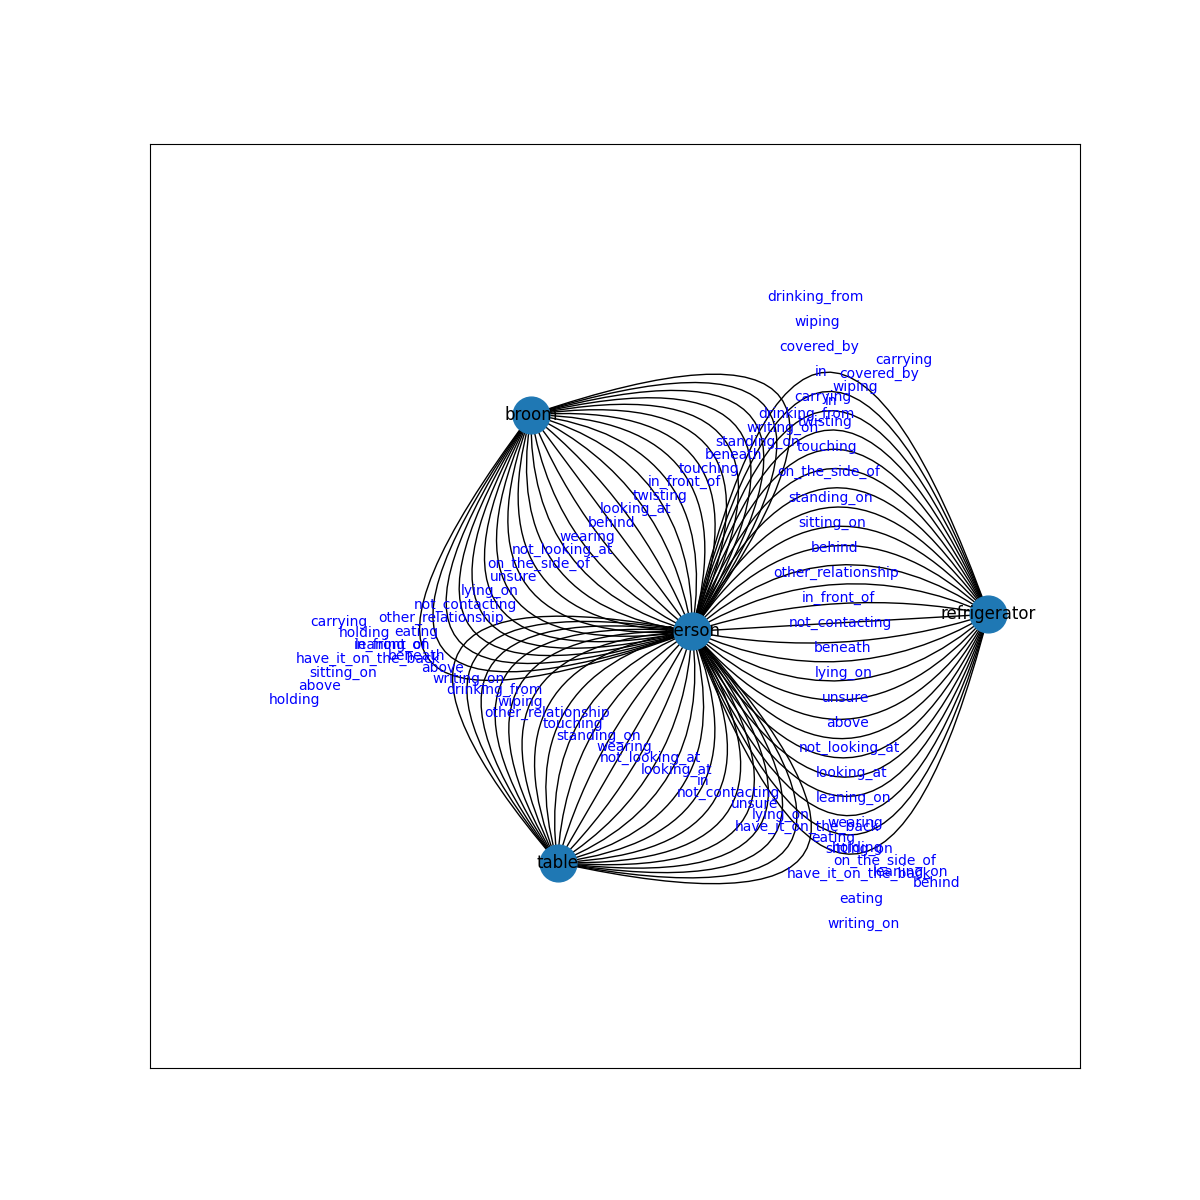 drinking_from
wiping
covered_by
carrying
in
covered_by
wiping
carrying
in
drinking_from
broom
twisting
writing_on
standing_on
touching
beneath
touching
on_the_side_of
in_front_of
twisting
standing_on
looking_at
sitting_on
behind
wearing
behind
not_looking_at
on_the_side_of
other_relationship
unsure
lying_on
in_front_of
not_contacting
refrigerator
other_relationship
carrying
not_contacting
eating
erson
holding
leaning_on
in_front_of
beneath
beneath
have_it_on_the_back
above
sitting_on
lying_on
writing_on
above
drinking_from
holding
unsure
wiping
other_relationship
touching
above
standing_on
wearing
not_looking_at
not_looking_at
looking_at
looking_at
in
not_contacting
leaning_on
unsure
lying_on
wearing
have_it_on_the_back
eating
holding
sitting_on
table
on_the_side_of
leaning_on
have_it_on_the_back
behind
eating
writing_on